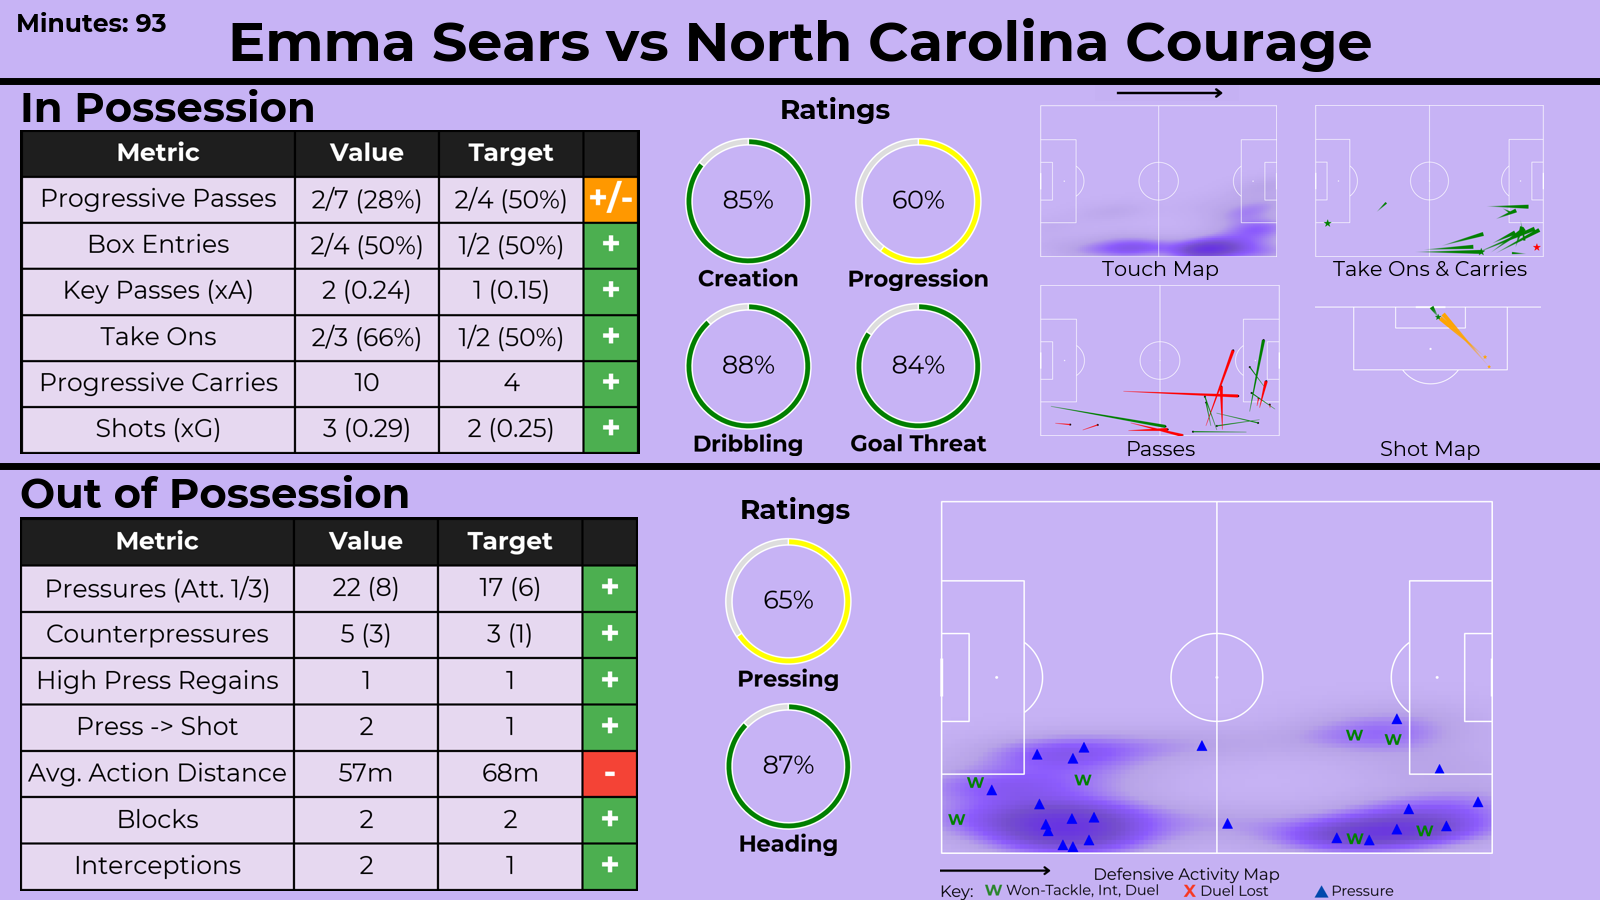 Minutes: 93
Emma Sears vs North Carolina Courage
In Possession
Metric Value Target
Progressive Passes 2/7 (28%) 2/4 (50%) +/-
Box Entries 2/4 (50%) 1/2 (50%) +
Key Passes (xA) 2 (0.24) 1 (0.15) +
Take Ons 2/3 (66%) 1/2 (50%) +
Progressive Carries 10 4 +
Shots (xG) 3 (0.29) 2 (0.25) +
Ratings
85% 60%
Creation Progression
88% 84%
Dribbling Goal Threat
Touch Map Take Ons & Carries
Passes Shot Map
Out of Possession
Metric Value Target
Pressures (Att. 1/3) 22 (8) 17 (6) +
Counterpressures 5 (3) 3 (1) +
High Press Regains 1 1 +
Press -> Shot 2 1 +
Avg. Action Distance 57m 68m -
Blocks 2 2 +
Interceptions 2 1 +
Ratings
65%
Pressing
87%
Heading
W W
W W
W
W W
Defensive Activity Map
Key: W Won-Tackle, Int, Duel X Duel Lost Pressure